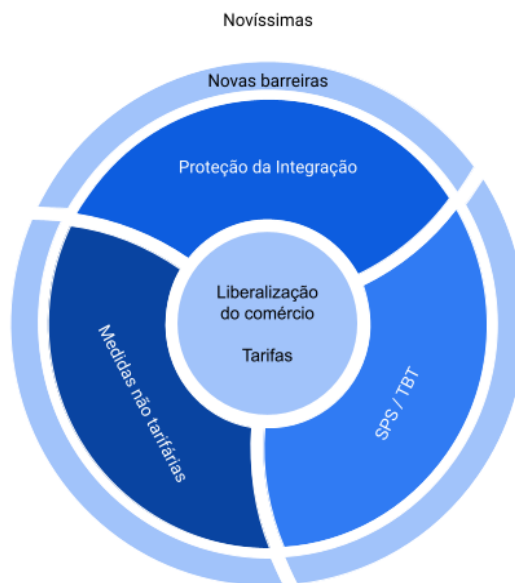 Novíssimas
Novas barreiras
Proteção da Integração
Liberalização
do comércio
Tarifas
Medidas não tarifárias
SPS / TBT